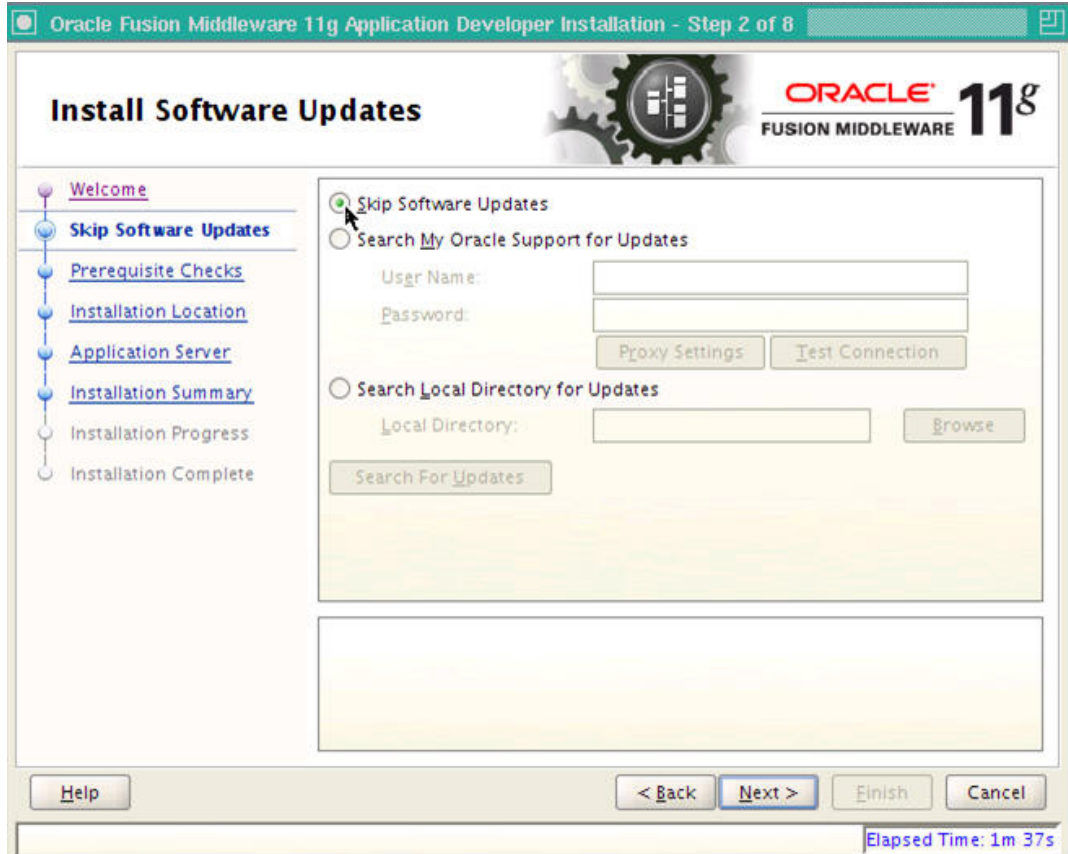 Oracle Fusion Middleware 11g Application Developer Installation - Step 2 of 8
Install Software Updates
ORACLE
FUSION MIDDLEWARE 11g
Welcome
Skip Software Updates
Prerequisite Checks
Installation Location
Application Server
Installation Summary
Installation Progress
Installation Complete
Skip Software Updates
Search My Oracle Support for Updates
User Name:
Password:
Proxy Settings Test Connection
Search Local Directory for Updates
Local Directory: Browse
Search For Updates
Help < Back Next > Finish Cancel
Elapsed Time: 1m 37s